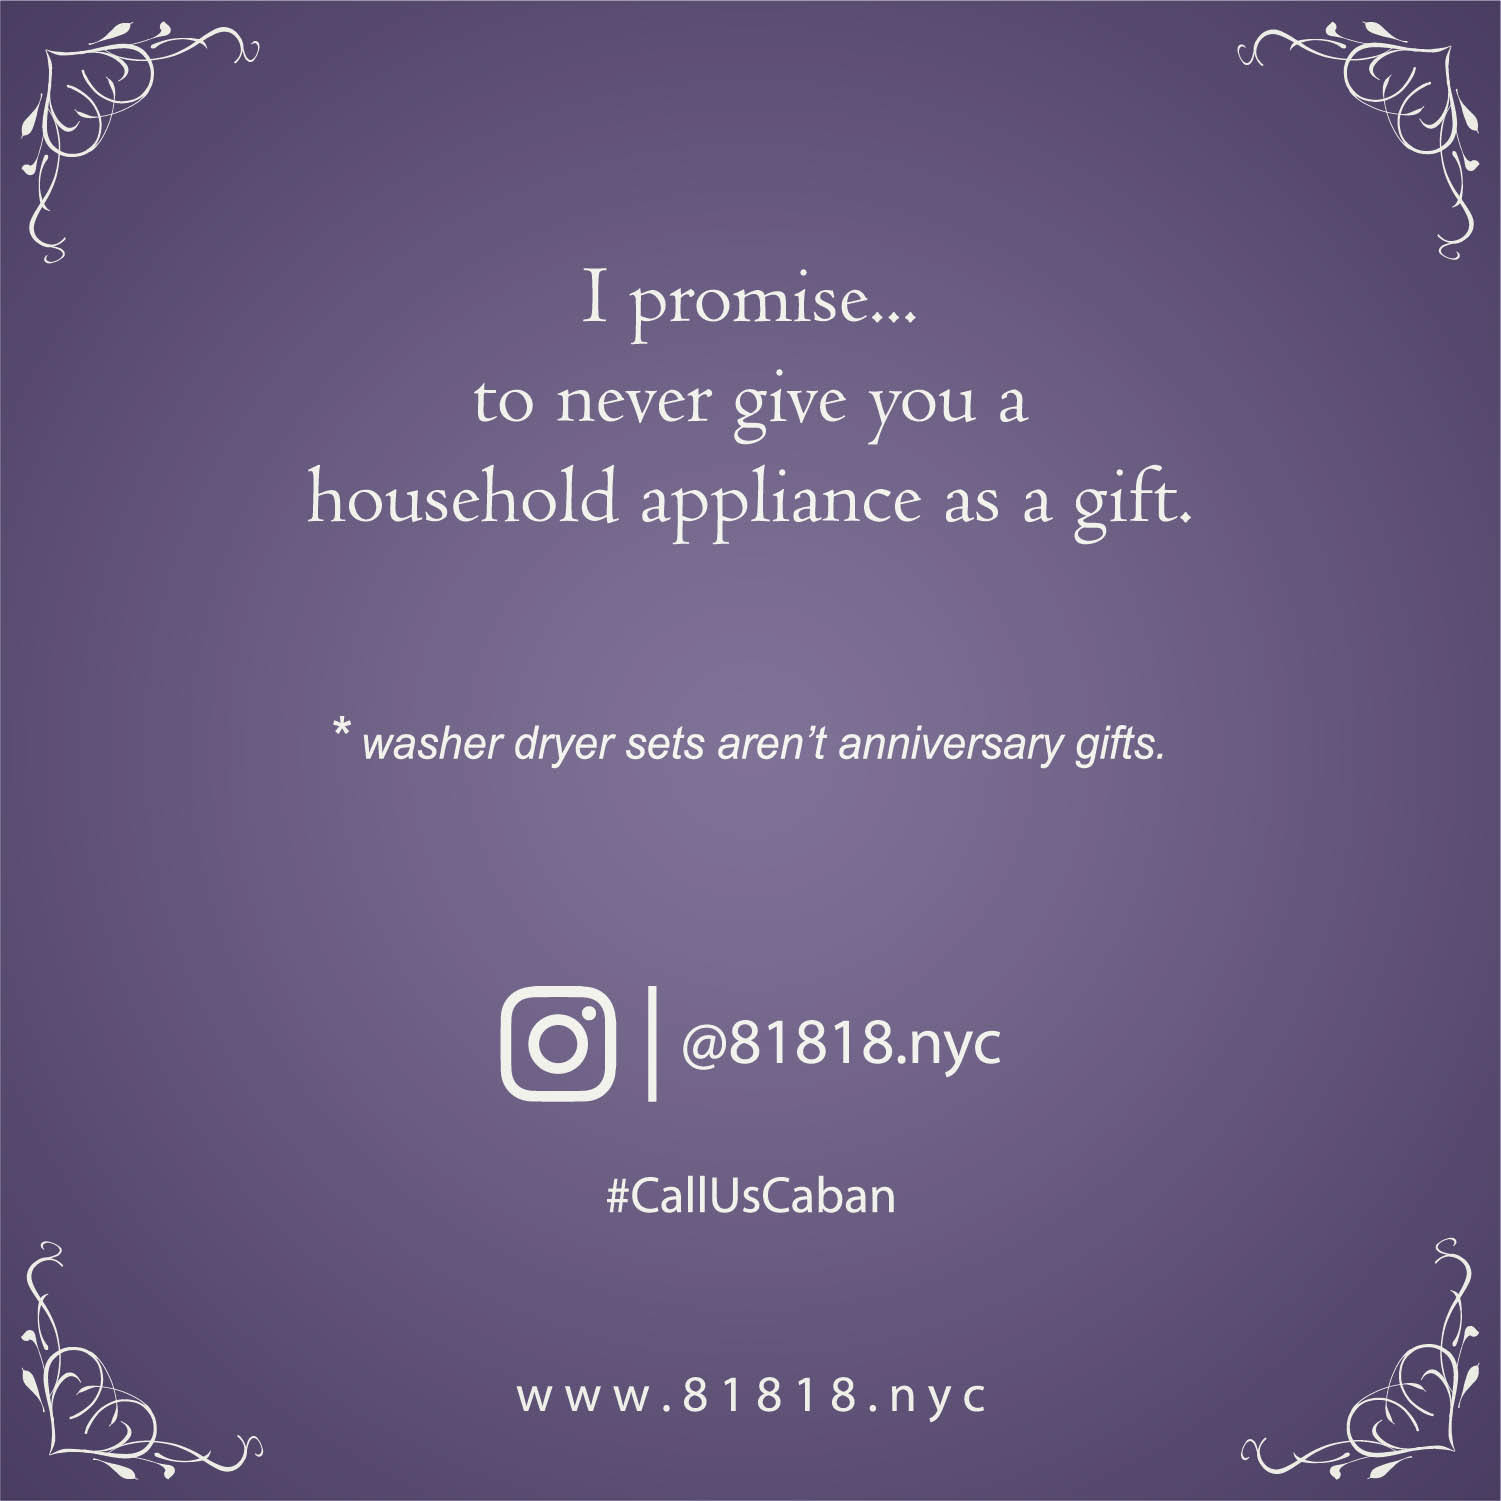 I promise...
to never give you a
household appliance as a gift.
* washer dryer sets aren’t anniversary gifts.
@81818.nyc
#CallUsCaban
www.81818.nyc